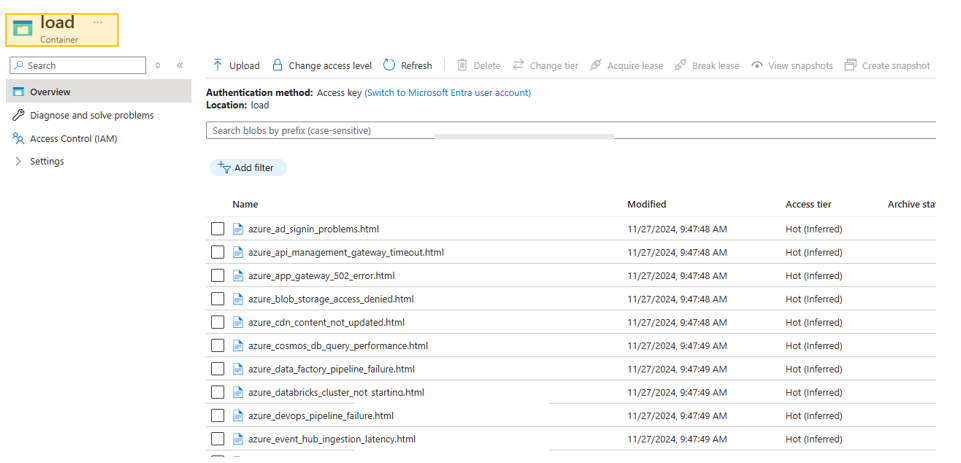 load ...
Container
Search
Overview
Diagnose and solve problems
Access Control (IAM)
Settings
Upload Change access level Refresh Delete Change tier Acquire lease Break lease View snapshots Create snapshot
Authentication method: Access key (Switch to Microsoft Entra user account)
Location: load
Search blobs by prefix (case-sensitive)
Add filter
Name Modified Access tier Archive sta
azure_ad_signin_problems.html 11/27/2024, 9:47:48 AM Hot (Inferred)
azure_api_management_gateway_timeout.html 11/27/2024, 9:47:48 AM Hot (Inferred)
azure_app_gateway_502_error.html 11/27/2024, 9:47:48 AM Hot (Inferred)
azure_blob_storage_access_denied.html 11/27/2024, 9:47:48 AM Hot (Inferred)
azure_cdn_content_not_updated.html 11/27/2024, 9:47:48 AM Hot (Inferred)
azure_cosmos_db_query_performance.html 11/27/2024, 9:47:49 AM Hot (Inferred)
azure_data_factory_pipeline_failure.html 11/27/2024, 9:47:49 AM Hot (Inferred)
azure_databricks_cluster_not_starting.html 11/27/2024, 9:47:49 AM Hot (Inferred)
azure_devops_pipeline_failure.html 11/27/2024, 9:47:49 AM Hot (Inferred)
azure_event_hub_ingestion_latency.html 11/27/2024, 9:47:49 AM Hot (Inferred)